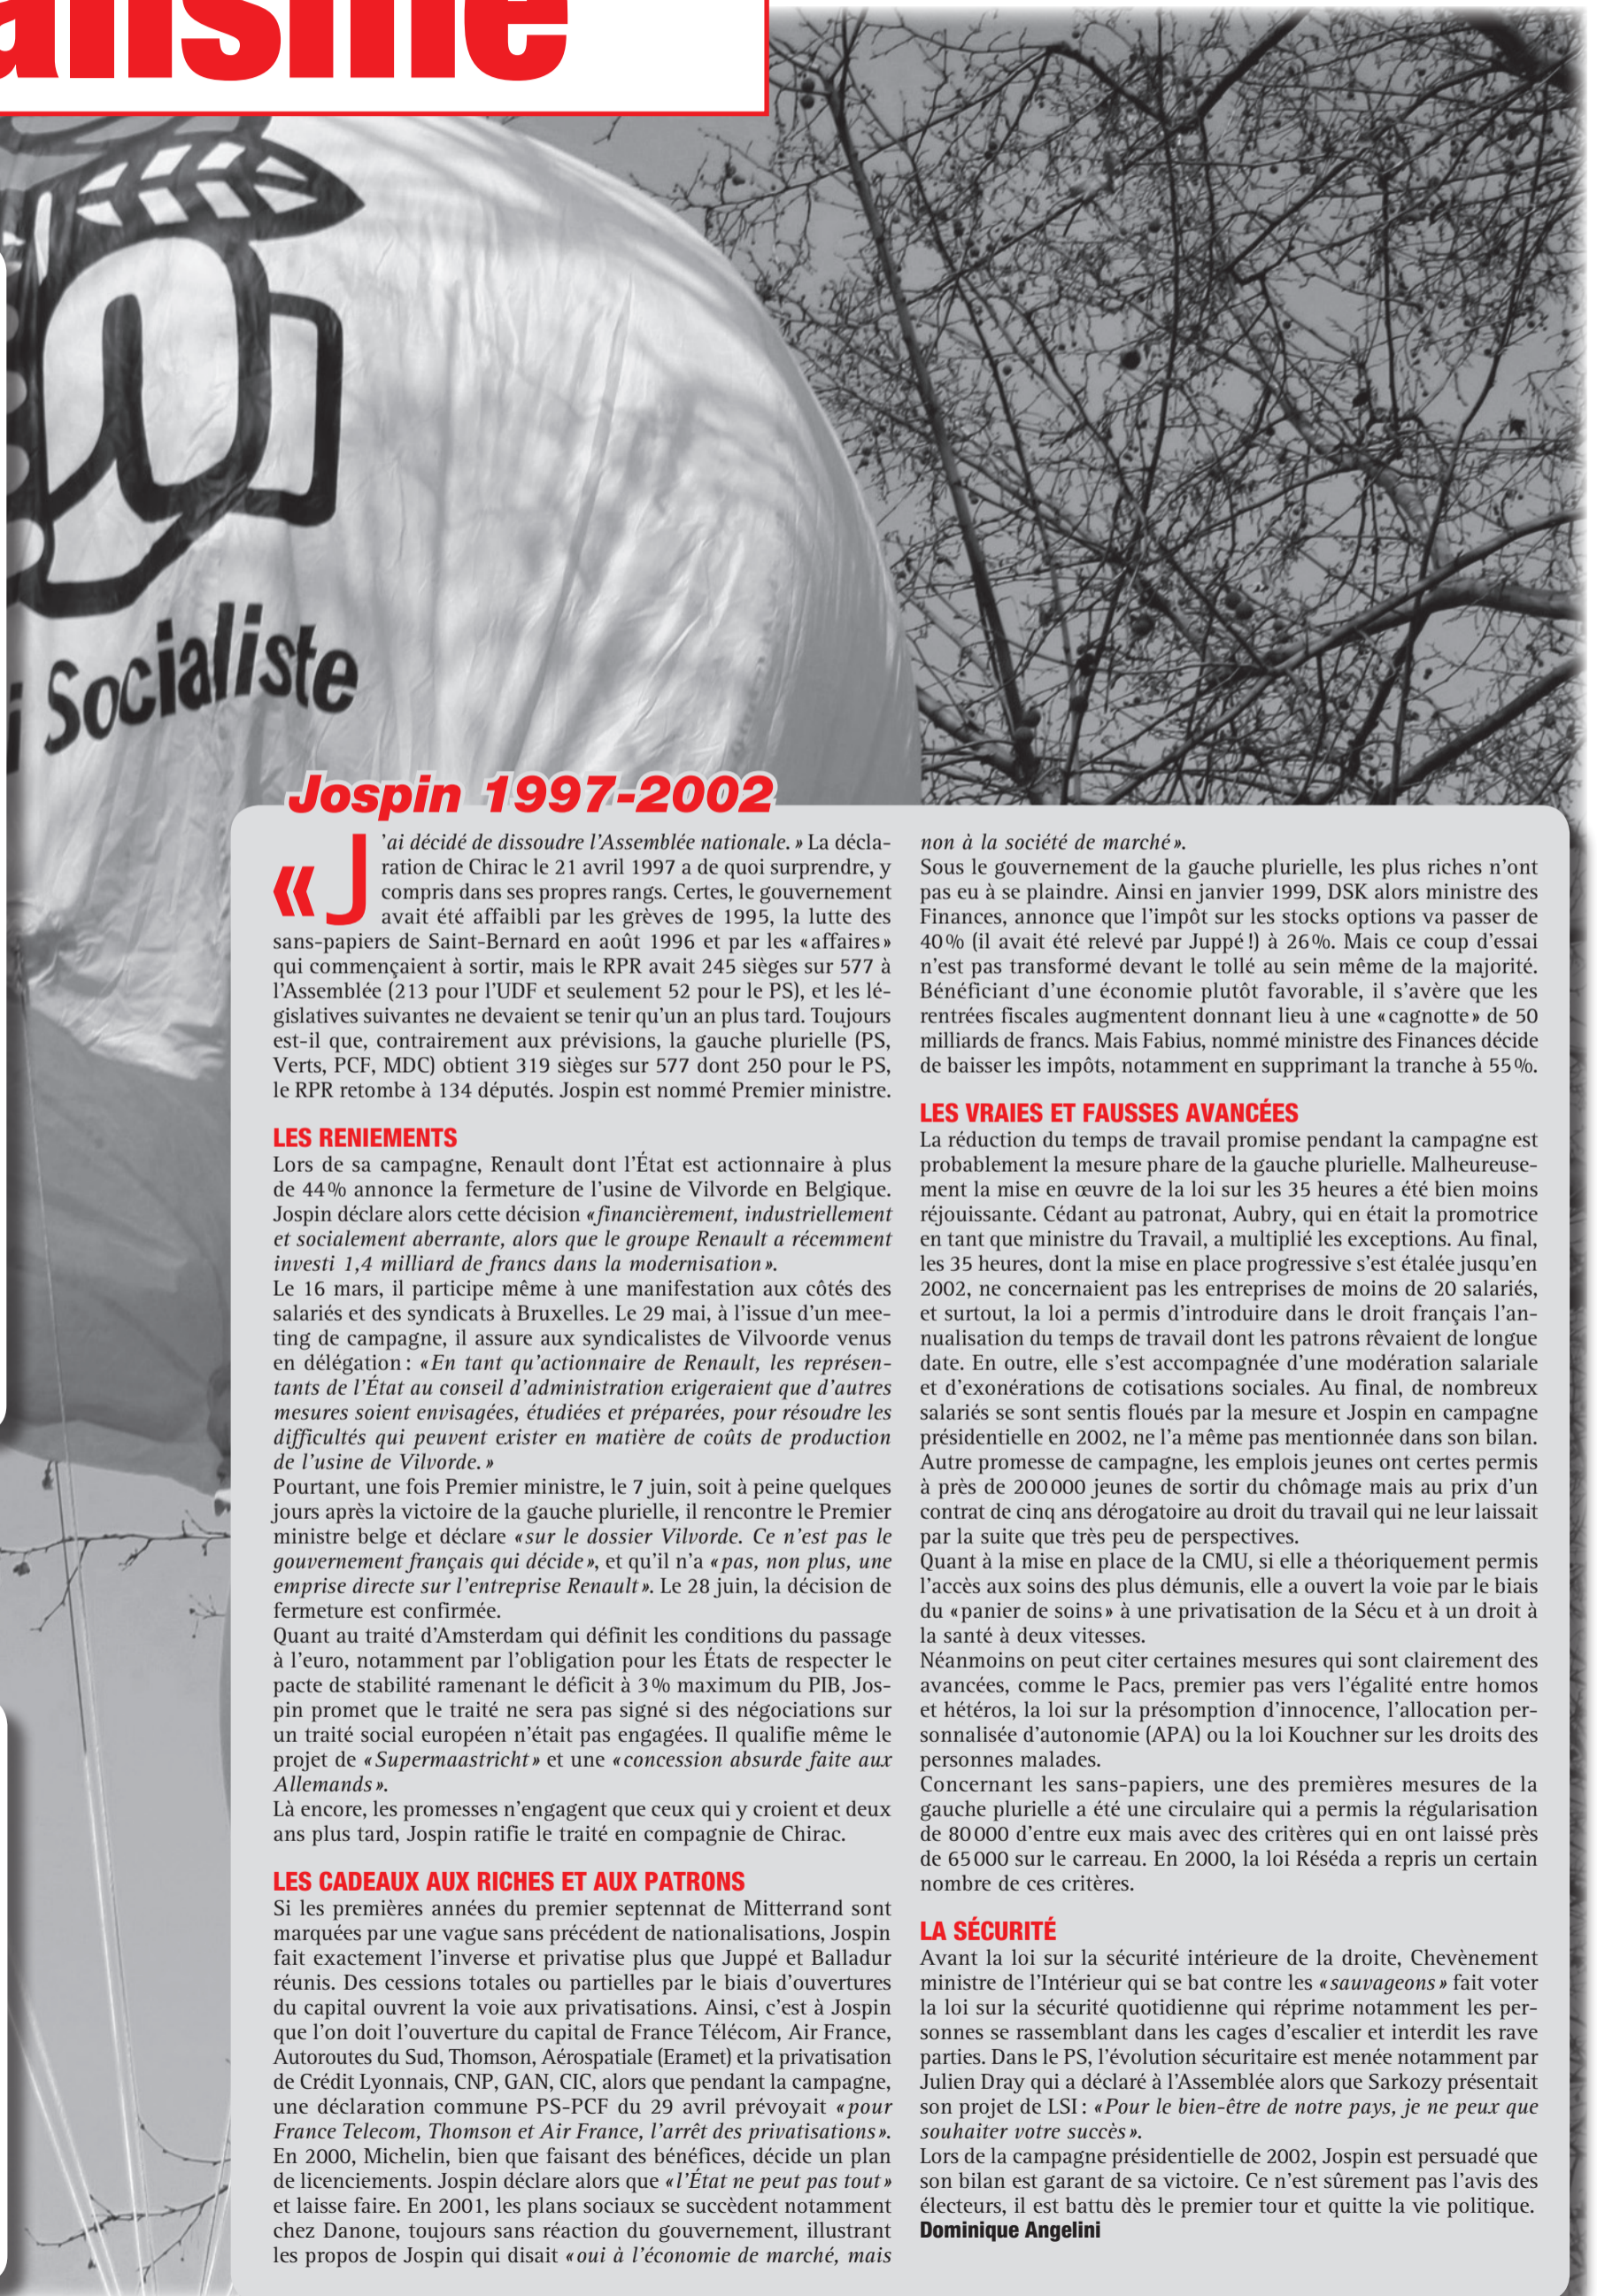 Socialiste
Jospin 1997-2002
«J'ai décidé de dissoudre l'Assemblée nationale. » La décla-
ration de Chirac le 21 avril 1997 a de quoi surprendre, y
compris dans ses propres rangs. Certes, le gouvernement
avait été affaibli par les grèves de 1995, la lutte des
sans-papiers de Saint-Bernard en août 1996 et par les «affaires»
qui commençaient à sortir, mais le RPR avait 245 sièges sur 577 à
l'Assemblée (213 pour l'UDF et seulement 52 pour le PS), et les lé-
gislatives suivantes ne devaient se tenir qu'un an plus tard. Toujours
est-il que, contrairement aux prévisions, la gauche plurielle (PS,
Verts, PCF, MDC) obtient 319 sièges sur 577 dont 250 pour le PS,
le RPR retombe à 134 députés. Jospin est nommé Premier ministre.
LES RENIEMENTS
Lors de sa campagne, Renault dont l'État est actionnaire à plus
de 44% annonce la fermeture de l'usine de Vilvorde en Belgique.
Jospin déclare alors cette décision «financièrement, industriellement
et socialement aberrante, alors que le groupe Renault a récemment
investi 1,4 milliard de francs dans la modernisation».
Le 16 mars, il participe même à une manifestation aux côtés des
salariés et des syndicats à Bruxelles. Le 29 mai, à l'issue d'un mee-
ting de campagne, il assure aux syndicalistes de Vilvoorde venus
en délégation : «En tant qu'actionnaire de Renault, les représen-
tants de l'État au conseil d'administration exigeraient que d'autres
mesures soient envisagées, étudiées et préparées, pour résoudre les
difficultés qui peuvent exister en matière de coûts de production
de l'usine de Vilvorde. »
Pourtant, une fois Premier ministre, le 7 juin, soit à peine quelques
jours après la victoire de la gauche plurielle, il rencontre le Premier
ministre belge et déclare «sur le dossier Vilvorde. Ce n'est pas le
gouvernement français qui décide», et qu'il n'a «pas, non plus, une
emprise directe sur l'entreprise Renault». Le 28 juin, la décision de
fermeture est confirmée.
Quant au traité d'Amsterdam qui définit les conditions du passage
à l'euro, notamment par l'obligation pour les États de respecter le
pacte de stabilité ramenant le déficit à 3% maximum du PIB, Jos-
pin promet que le traité ne sera pas signé si des négociations sur
un traité social européen n'était pas engagées. Il qualifie même le
projet de «Supermaastricht» et une «concession absurde faite aux
Allemands».
Là encore, les promesses n'engagent que ceux qui y croient et deux
ans plus tard, Jospin ratifie le traité en compagnie de Chirac.
LES CADEAUX AUX RICHES ET AUX PATRONS
Si les premières années du premier septennat de Mitterrand sont
marquées par une vague sans précédent de nationalisations, Jospin
fait exactement l'inverse et privatise plus que Juppé et Balladur
réunis. Des cessions totales ou partielles par le biais d'ouvertures
du capital ouvrent la voie aux privatisations. Ainsi, c'est à Jospin
que l'on doit l'ouverture du capital de France Télécom, Air France,
Autoroutes du Sud, Thomson, Aérospatiale (Eramet) et la privatisation
de Crédit Lyonnais, CNP, GAN, CIC, alors que pendant la campagne,
une déclaration commune PS-PCF du 29 avril prévoyait «pour
France Telecom, Thomson et Air France, l'arrêt des privatisations».
En 2000, Michelin, bien que faisant des bénéfices, décide un plan
de licenciements. Jospin déclare alors que «l'État ne peut pas tout»
et laisse faire. En 2001, les plans sociaux se succèdent notamment
chez Danone, toujours sans réaction du gouvernement, illustrant
les propos de Jospin qui disait «oui à l'économie de marché, mais
non à la société de marché».
Sous le gouvernement de la gauche plurielle, les plus riches n'ont
pas eu à se plaindre. Ainsi en janvier 1999, DSK alors ministre des
Finances, annonce que l'impôt sur les stocks options va passer de
40% (il avait été relevé par Juppé !) à 26%. Mais ce coup d'essai
n'est pas transformé devant le tollé au sein même de la majorité.
Bénéficiant d'une économie plutôt favorable, il s'avère que les
rentrées fiscales augmentent donnant lieu à une «cagnotte» de 50
milliards de francs. Mais Fabius, nommé ministre des Finances décide
de baisser les impôts, notamment en supprimant la tranche à 55%.
LES VRAIES ET FAUSSES AVANCÉES
La réduction du temps de travail promise pendant la campagne est
probablement la mesure phare de la gauche plurielle. Malheureuse-
ment la mise en œuvre de la loi sur les 35 heures a été bien moins
réjouissante. Cédant au patronat, Aubry, qui en était la promotrice
en tant que ministre du Travail, a multiplié les exceptions. Au final,
les 35 heures, dont la mise en place progressive s'est étalée jusqu'en
2002, ne concernaient pas les entreprises de moins de 20 salariés,
et surtout, la loi a permis d'introduire dans le droit français l'an-
nualisation du temps de travail dont les patrons rêvaient de longue
date. En outre, elle s'est accompagnée d'une modération salariale
et d'exonérations de cotisations sociales. Au final, de nombreux
salariés se sont sentis floués par la mesure et Jospin en campagne
présidentielle en 2002, ne l'a même pas mentionnée dans son bilan.
Autre promesse de campagne, les emplois jeunes ont certes permis
à près de 200 000 jeunes de sortir du chômage mais au prix d'un
contrat de cinq ans dérogatoire au droit du travail qui ne leur laissait
par la suite que très peu de perspectives.
Quant à la mise en place de la CMU, si elle a théoriquement permis
l'accès aux soins des plus démunis, elle a ouvert la voie par le biais
du «panier de soins» à une privatisation de la Sécu et à un droit à
la santé à deux vitesses.
Néanmoins on peut citer certaines mesures qui sont clairement des
avancées, comme le Pacs, premier pas vers l'égalité entre homos
et hétéros, la loi sur la présomption d'innocence, l'allocation per-
sonnalisée d'autonomie (APA) ou la loi Kouchner sur les droits des
personnes malades.
Concernant les sans-papiers, une des premières mesures de la
gauche plurielle a été une circulaire qui a permis la régularisation
de 80 000 d'entre eux mais avec des critères qui en ont laissé près
de 65 000 sur le carreau. En 2000, la loi Réséda a repris un certain
nombre de ces critères.
LA SÉCURITÉ
Avant la loi sur la sécurité intérieure de la droite, Chevènement
ministre de l'Intérieur qui se bat contre les «sauvageons» fait voter
la loi sur la sécurité quotidienne qui réprime notamment les per-
sonnes se rassemblant dans les cages d'escalier et interdit les rave
parties. Dans le PS, l'évolution sécuritaire est menée notamment par
Julien Dray qui a déclaré à l'Assemblée alors que Sarkozy présentait
son projet de LSI : «Pour le bien-être de notre pays, je ne peux que
souhaiter votre succès».
Lors de la campagne présidentielle de 2002, Jospin est persuadé que
son bilan est garant de sa victoire. Ce n'est sûrement pas l'avis des
électeurs, il est battu dès le premier tour et quitte la vie politique.
Dominique Angelini